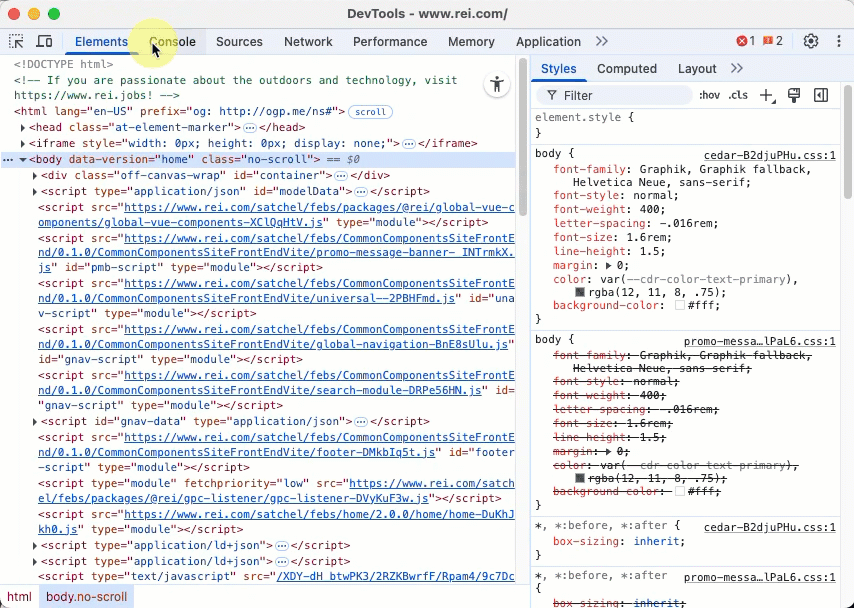 DevTools - www.rei.com/
Elements Console Sources Network Performance Memory Application >> 1 2
<!DOCTYPE html>
<!-- If you are passionate about the outdoors and technology, visit
https://www.rei.jobs! -->
<html lang="en-US" prefix="og: http://ogp.me/ns#"> scroll
<head class="at-element-marker"> … </head>
<iframe style="width: 0px; height: 0px; display: none;"> … </iframe>
<body data-version="home" class="no-scroll"> == $0
<div class="off-canvas-wrap" id="container"> … </div>
<script type="application/json" id="modelData"> … </script>
<script src="https://www.rei.com/satchel/febs/packages/@rei/global-vue-c
omponents/global-vue-components-XClQqHtV.js" type="module"></script>
<script src="https://www.rei.com/satchel/febs/CommonComponentsSiteFrontE
nd/0.1.0/CommonComponentsSiteFrontEndVite/promo-message-banner-_INTrmkX.
js" id="pmb-script" type="module"></script>
<script src="https://www.rei.com/satchel/febs/CommonComponentsSiteFrontE
nd/0.1.0/CommonComponentsSiteFrontEndVite/universal--2PBHFmd.js" id="una
v-script" type="module"></script>
<script src="https://www.rei.com/satchel/febs/CommonComponentsSiteFrontE
nd/0.1.0/CommonComponentsSiteFrontEndVite/global-navigation-BnE8sUlu.js"
id="gnav-script" type="module"></script>
<script src="https://www.rei.com/satchel/febs/CommonComponentsSiteFrontE
nd/0.1.0/CommonComponentsSiteFrontEndVite/search-module-DRPe56HN.js" id=
"gnav-script" type="module"></script>
<script id="gnav-data" type="application/json"> … </script>
<script src="https://www.rei.com/satchel/febs/CommonComponentsSiteFrontE
nd/0.1.0/CommonComponentsSiteFrontEndVite/footer-DMkbIq5t.js" id="footer
-script" type="module"></script>
<script type="module" fetchpriority="low" src="https://www.rei.com/satch
el/febs/packages/@rei/gpc-listener/gpc-listener-DVyKuF3w.js"></script>
<script src="https://www.rei.com/satchel/febs/home/2.0.0/home/home-DuKhJ
kh0.js" type="module"></script>
<script type="application/ld+json"> … </script>
<script type="application/ld+json"> … </script>
<script type="text/javascript" src="/XDY-dH_btwPK3/2RZKBwrfF/Rpam4/9c7Dc
html body.no-scroll
Styles Computed Layout >>
Filter :hov .cls
element.style {
}
body { cedar-B2djuPHu.css:1
font-family: Graphik, Graphik fallback,
Helvetica Neue, sans-serif;
font-style: normal;
font-weight: 400;
letter-spacing: -.016rem;
font-size: 1.6rem;
line-height: 1.5;
margin: 0;
color: var(--cdr-color-text-primary),
rgba(12, 11, 8, .75);
background-color: #fff;
}
body { promo-messa…lPaL6.css:1
font-family: Graphik, Graphik fallback,
Helvetica Neue, sans-serif;
font-style: normal;
font-weight: 400;
letter-spacing: -.016rem;
font-size: 1.6rem;
line-height: 1.5;
margin: 0;
color: var(--cdr-color-text-primary),
rgba(12, 11, 8, .75);
background-color: #fff;
}
*, *:before, *:after { cedar-B2djuPHu.css:1
box-sizing: inherit;
}
*, *:before, *:after promo-messa…lPaL6.css:1
{
box-sizing: inherit;